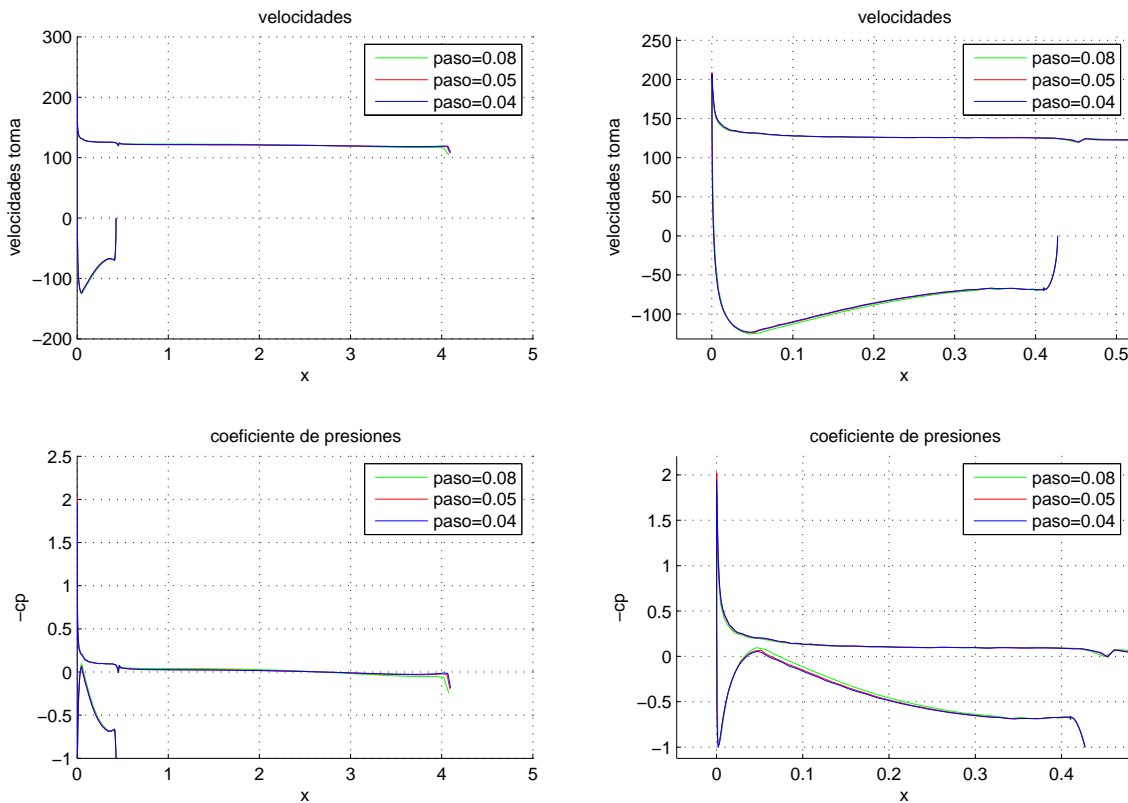 velocidades
300
200
100
0
−100
−200
velocidades toma
0
1
2
3
4
5
x
paso=0.08
paso=0.05
paso=0.04
velocidades
250
200
150
100
50
0
−50
−100
velocidades toma
0
0.1
0.2
0.3
0.4
0.5
x
paso=0.08
paso=0.05
paso=0.04
coeficiente de presiones
2.5
2
1.5
1
0.5
0
−0.5
−1
−cp
0
1
2
3
4
5
x
paso=0.08
paso=0.05
paso=0.04
coeficiente de presiones
2
1.5
1
0.5
0
−0.5
−1
−cp
0
0.1
0.2
0.3
0.4
x
paso=0.08
paso=0.05
paso=0.04